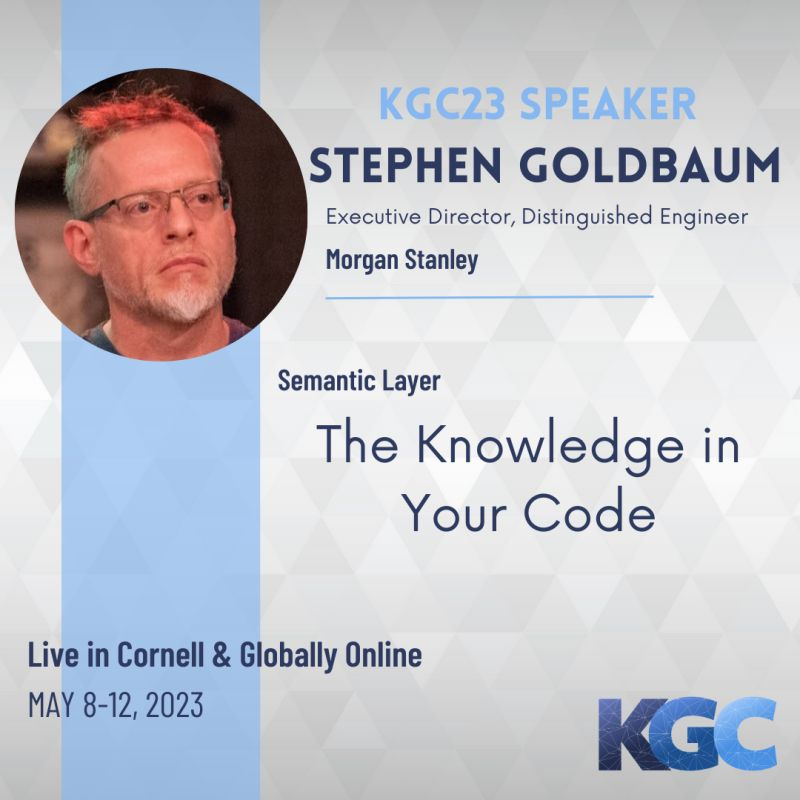 KGC23 SPEAKER
STEPHEN GOLDBAUM
Executive Director, Distinguished Engineer
Morgan Stanley
Semantic Layer
The Knowledge in
Your Code
Live in Cornell & Globally Online
MAY 8-12, 2023
KGC